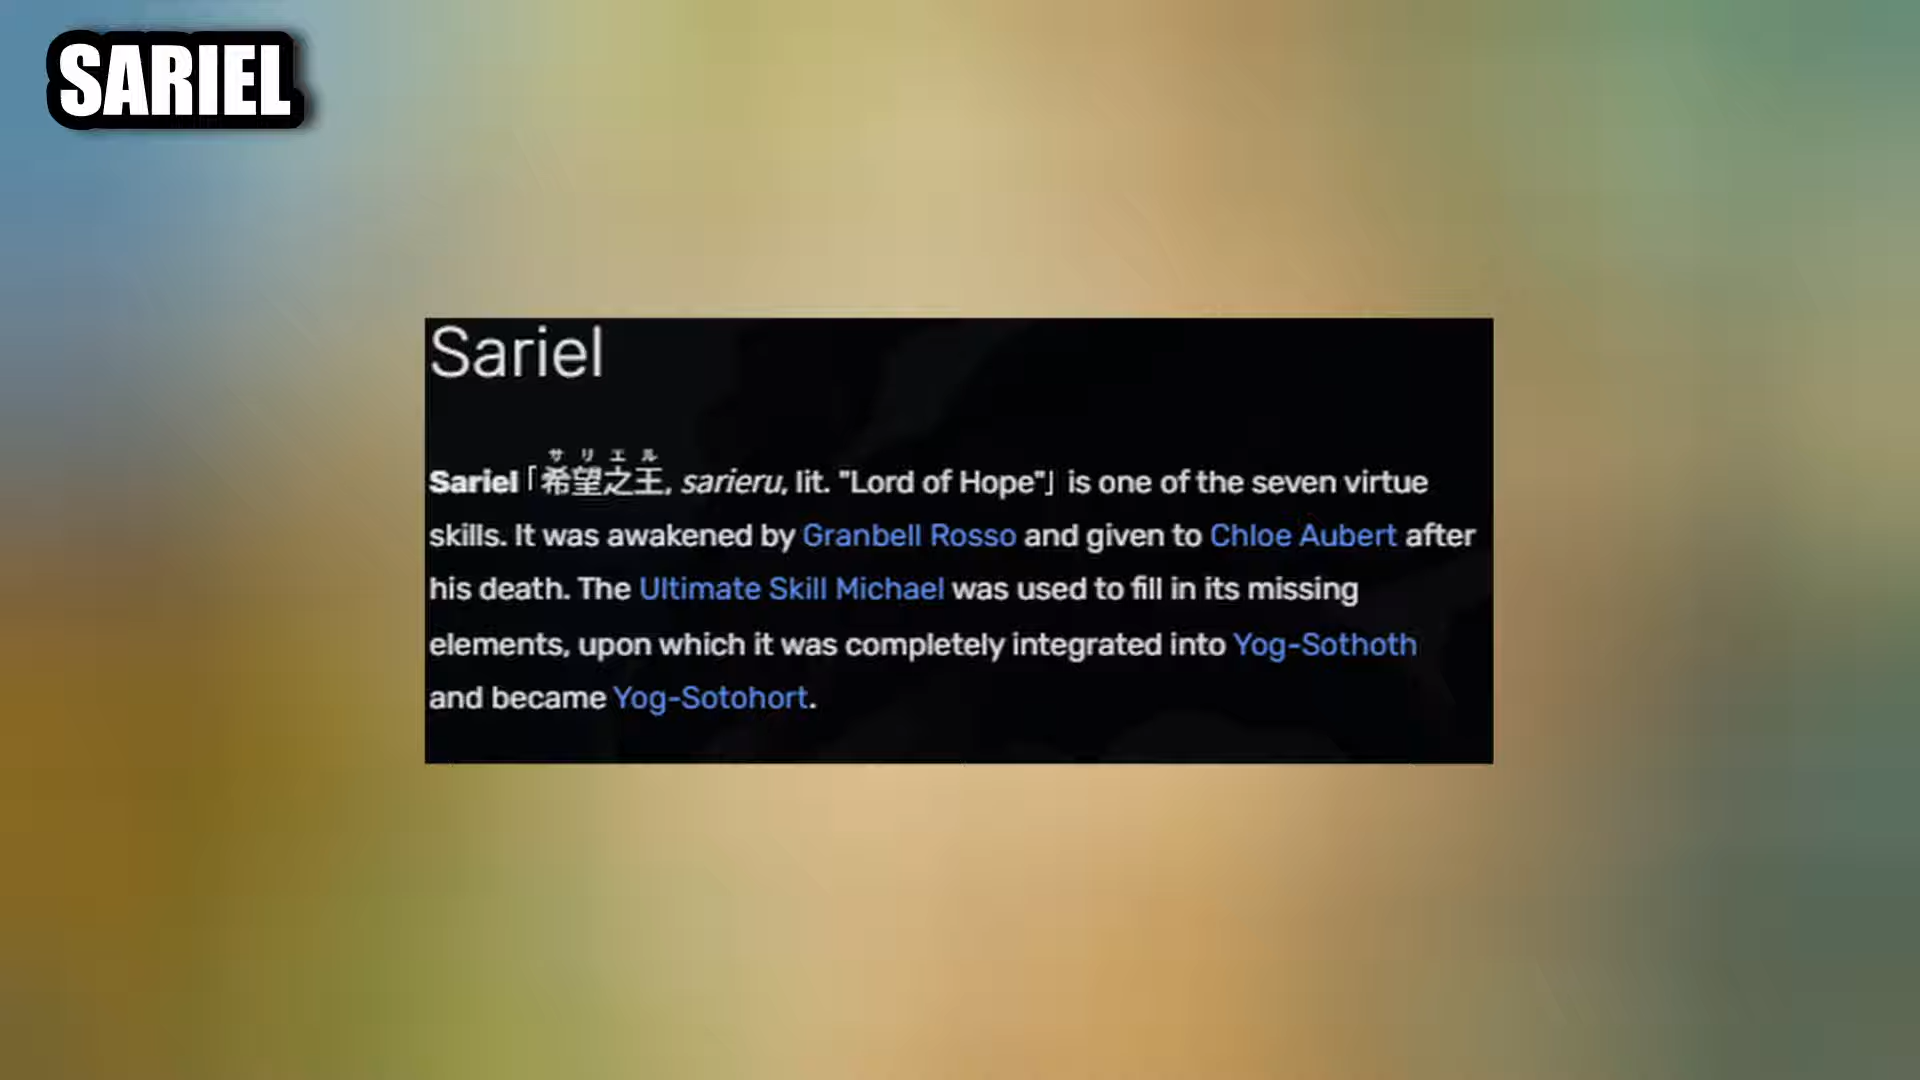 SARIEL
Sariel
サリエル
Sariel「希望之王, sarieru, lit. "Lord of Hope"」 is one of the seven virtue
skills. It was awakened by Granbell Rosso and given to Chloe Aubert after
his death. The Ultimate Skill Michael was used to fill in its missing
elements, upon which it was completely integrated into Yog-Sothoth
and became Yog-Sotohort.